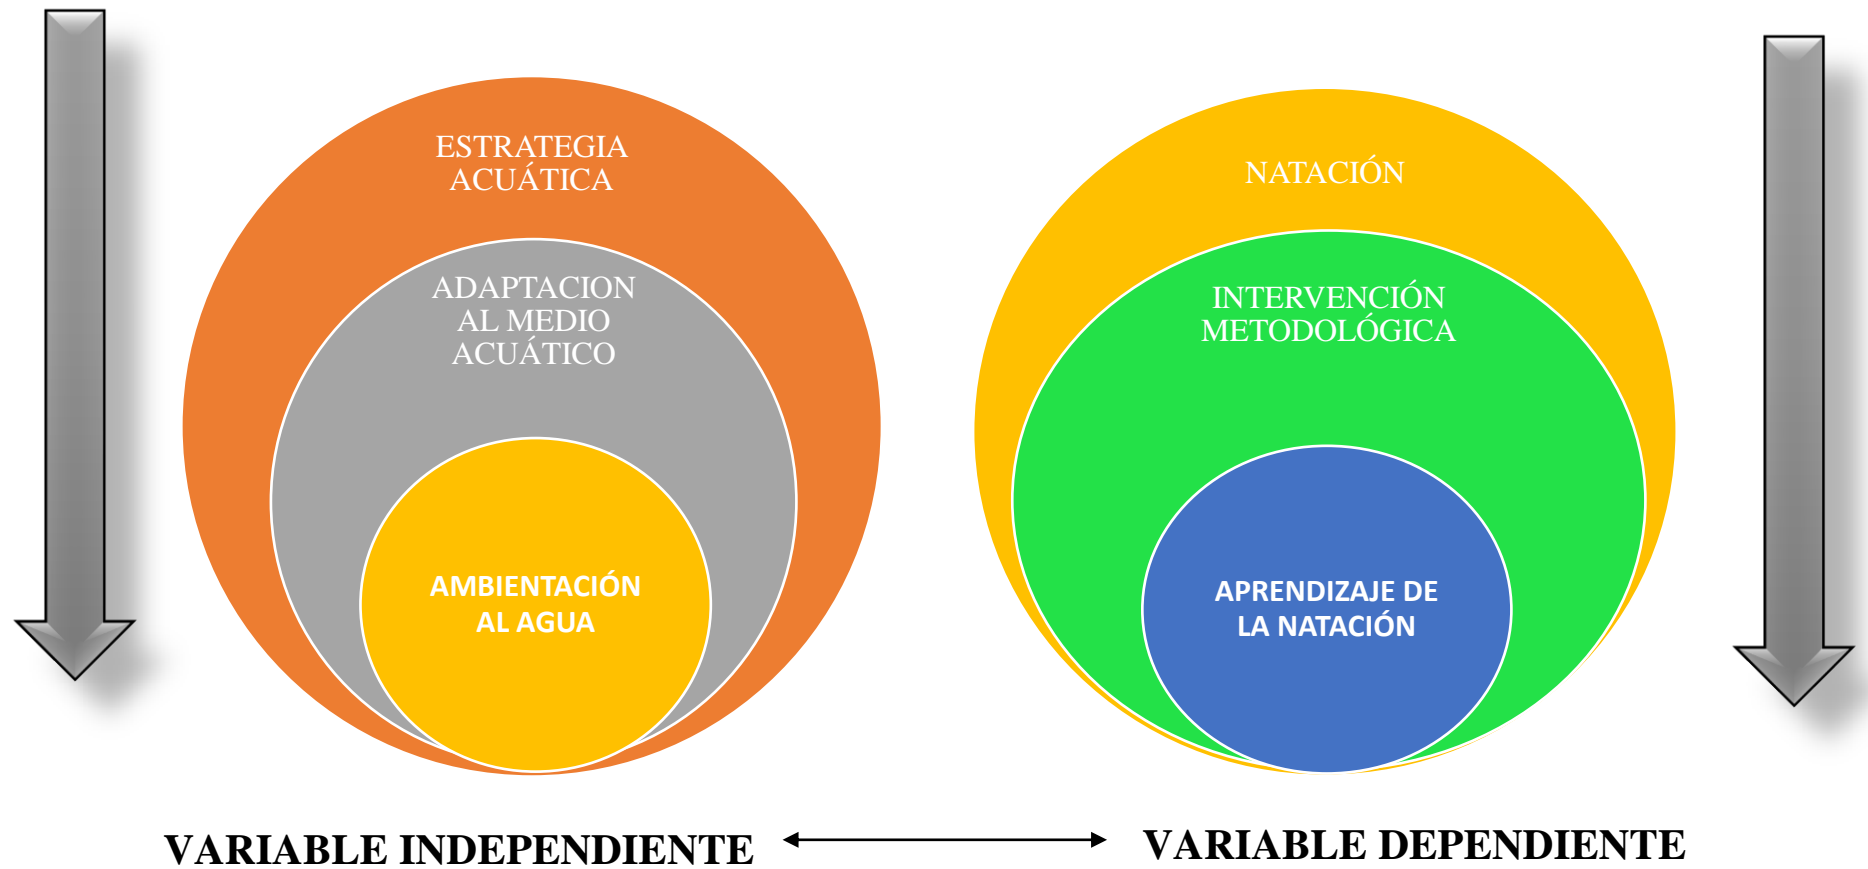 ESTRATEGIA
ACUÁTICA
ADAPTACION
AL MEDIO
ACUÁTICO
AMBIENTACIÓN
AL AGUA
NATACIÓN
INTERVENCIÓN
METODOLÓGICA
APRENDIZAJE DE
LA NATACIÓN
VARIABLE INDEPENDIENTE
VARIABLE DEPENDIENTE